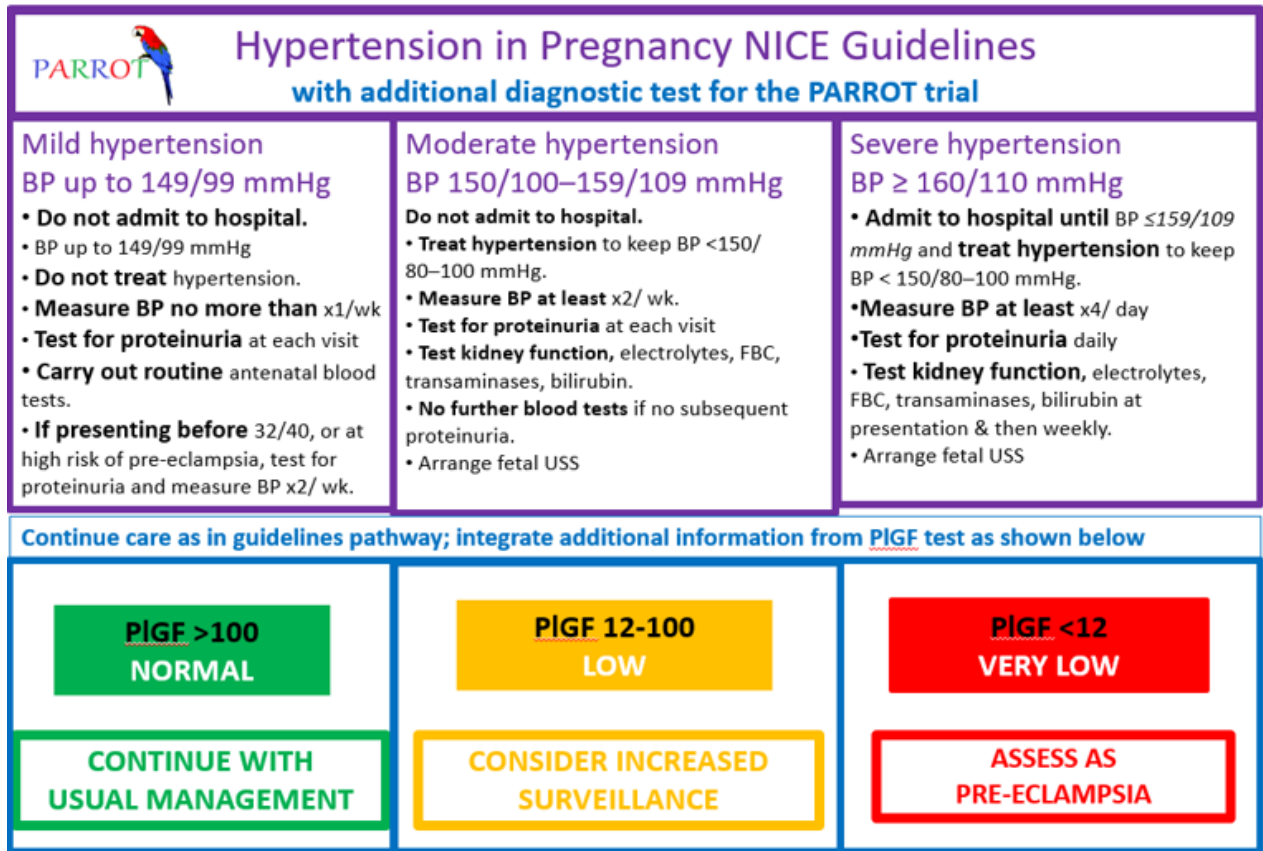 PARROT
Hypertension in Pregnancy NICE Guidelines
with additional diagnostic test for the PARROT trial
Mild hypertension
BP up to 149/99 mmHg
• Do not admit to hospital.
• BP up to 149/99 mmHg
• Do not treat hypertension.
• Measure BP no more than x1/wk
• Test for proteinuria at each visit
• Carry out routine antenatal blood
tests.
• If presenting before 32/40, or at
high risk of pre-eclampsia, test for
proteinuria and measure BP x2/ wk.
Moderate hypertension
BP 150/100–159/109 mmHg
Do not admit to hospital.
• Treat hypertension to keep BP <150/
80–100 mmHg.
• Measure BP at least x2/ wk.
• Test for proteinuria at each visit
• Test kidney function, electrolytes, FBC,
transaminases, bilirubin.
• No further blood tests if no subsequent
proteinuria.
• Arrange fetal USS
Severe hypertension
BP ≥ 160/110 mmHg
• Admit to hospital until BP ≤159/109
mmHg and treat hypertension to keep
BP < 150/80–100 mmHg.
•Measure BP at least x4/ day
•Test for proteinuria daily
• Test kidney function, electrolytes,
FBC, transaminases, bilirubin at
presentation & then weekly.
• Arrange fetal USS
Continue care as in guidelines pathway; integrate additional information from PlGF test as shown below
PlGF >100
NORMAL
CONTINUE WITH
USUAL MANAGEMENT
PlGF 12-100
LOW
CONSIDER INCREASED
SURVEILLANCE
PlGF <12
VERY LOW
ASSESS AS
PRE-ECLAMPSIA